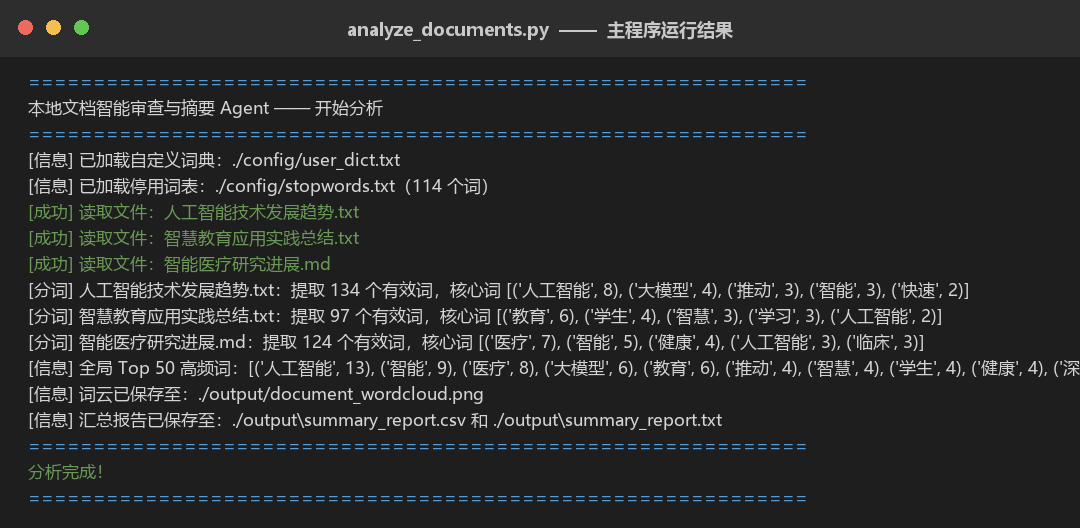 analyze_documents.py —— 主程序运行结果
============================================================
本地文档智能审查与摘要 Agent —— 开始分析
============================================================
[信息] 已加载自定义词典：./config/user_dict.txt
[信息] 已加载停用词表：./config/stopwords.txt（114 个词）
[成功] 读取文件：人工智能技术发展趋势.txt
[成功] 读取文件：智慧教育应用实践总结.txt
[成功] 读取文件：智能医疗研究进展.md
[分词] 人工智能技术发展趋势.txt：提取 134 个有效词，核心词 [('人工智能', 8), ('大模型', 4), ('推动', 3), ('智能', 3), ('快速', 2)]
[分词] 智慧教育应用实践总结.txt：提取 97 个有效词，核心词 [('教育', 6), ('学生', 4), ('智慧', 3), ('学习', 3), ('人工智能', 2)]
[分词] 智能医疗研究进展.md：提取 124 个有效词，核心词 [('医疗', 7), ('智能', 5), ('健康', 4), ('人工智能', 3), ('临床', 3)]
[信息] 全局 Top 50 高频词：[('人工智能', 13), ('智能', 9), ('医疗', 8), ('大模型', 6), ('教育', 6), ('推动', 4), ('智慧', 4), ('学生', 4), ('健康', 4), ('深
[信息] 词云已保存至：./output/document_wordcloud.png
[信息] 汇总报告已保存至：./output\summary_report.csv 和 ./output\summary_report.txt
============================================================
分析完成！
============================================================